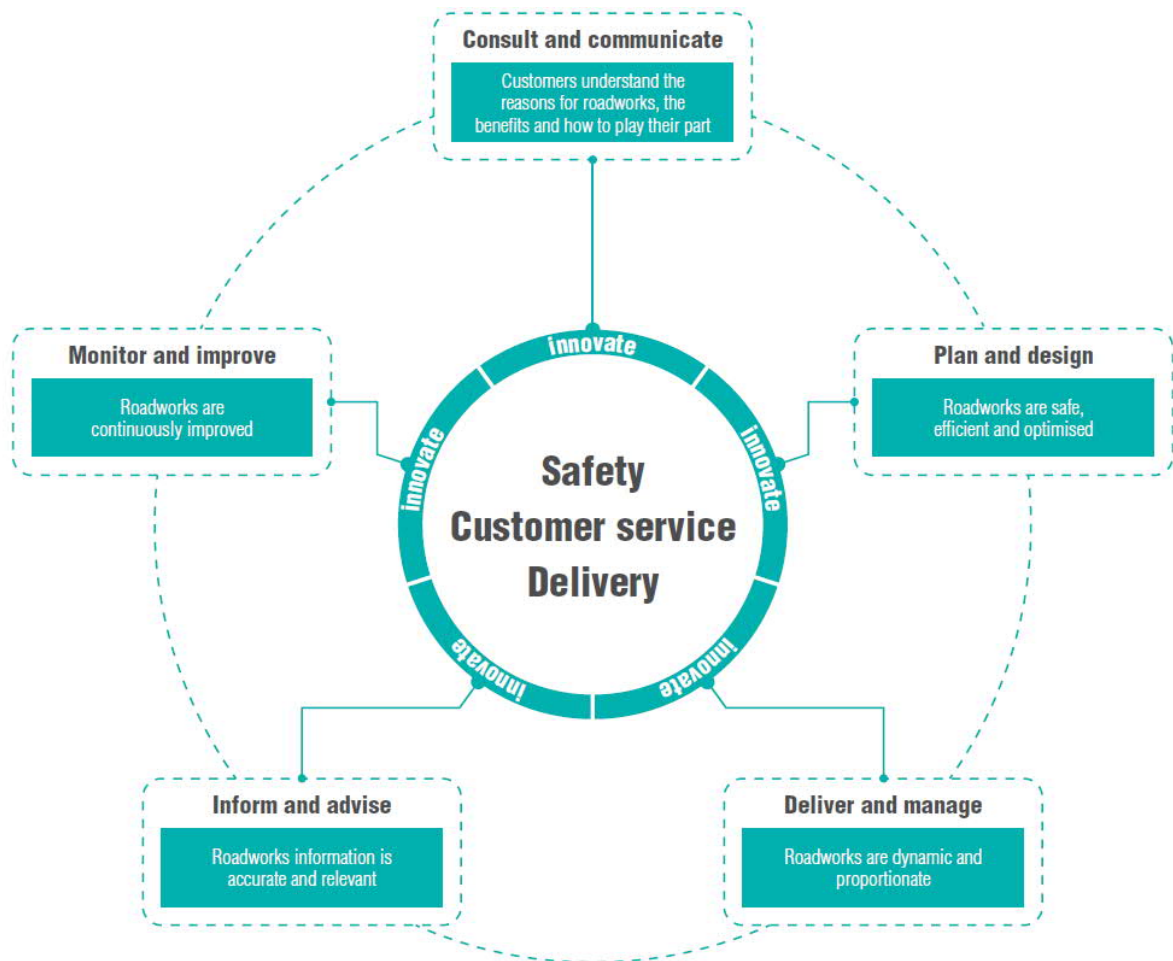 Consult and communicate
Customers understand the
reasons for roadworks, the
benefits and how to play their part
Monitor and improve
Roadworks are
continuously improved
Plan and design
Roadworks are safe,
efficient and optimised
innovate
innovate
innovate
innovate
innovate
Safety
Customer service
Delivery
Inform and advise
Roadworks information is
accurate and relevant
Deliver and manage
Roadworks are dynamic and
proportionate